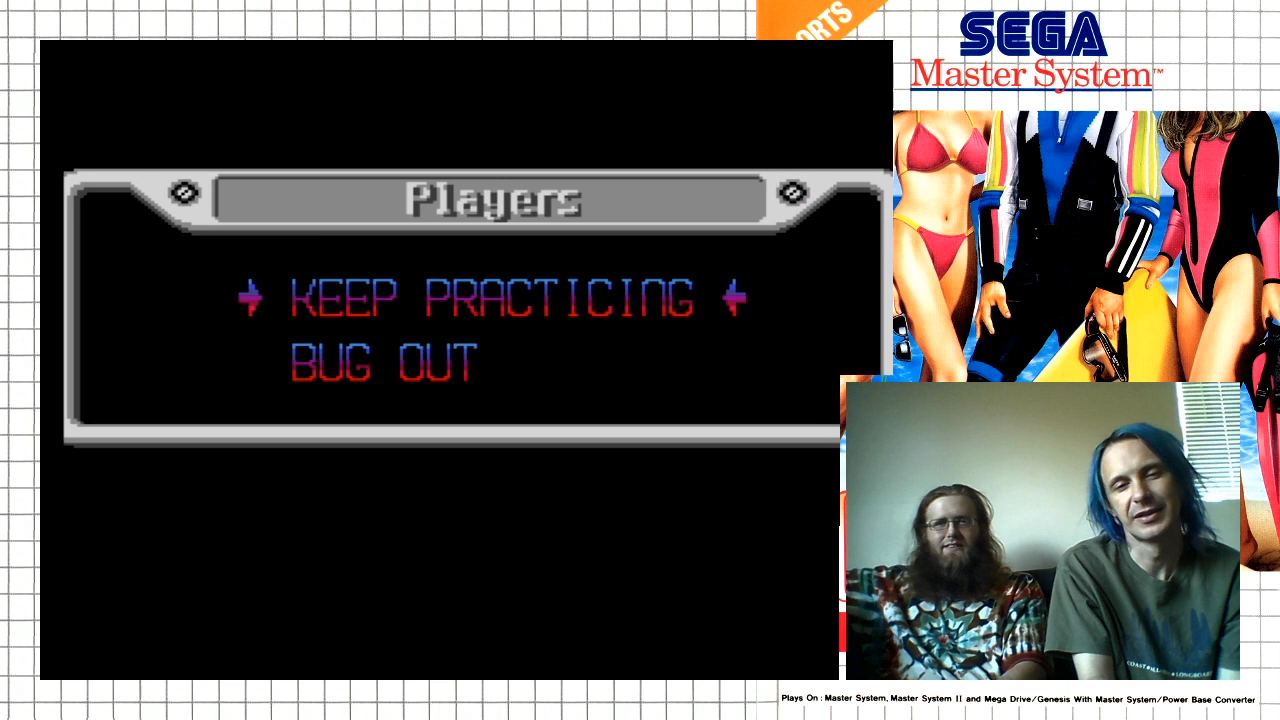 ORTS
SEGA
Master System™
Players
KEEP PRACTICING
BUG OUT
Plays On : Master System, Master System II and Mega Drive/Genesis With Master System/Power Base Converter